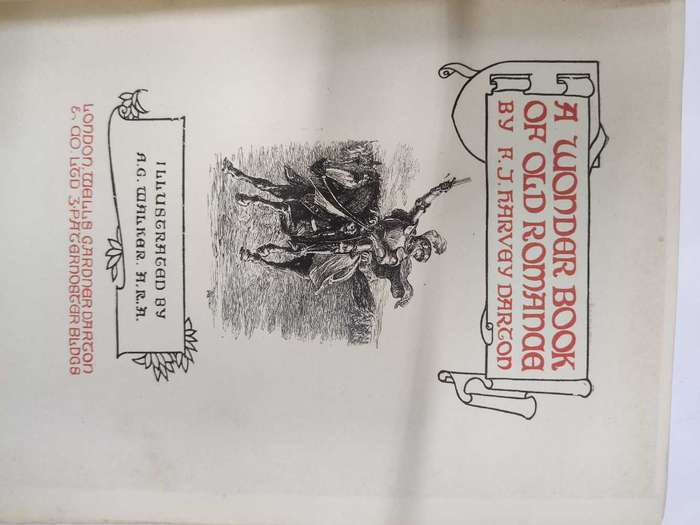 A WONDER BOOK
OF OLD ROMANCE
BY F. J. HARVEY DARTON
ILLUSTRATED BY
A. G. WALKER. A.R.A.
LONDON. WELLS GARDNER DARTON
& CO. LTD 3 PATERNOSTER BLDGS